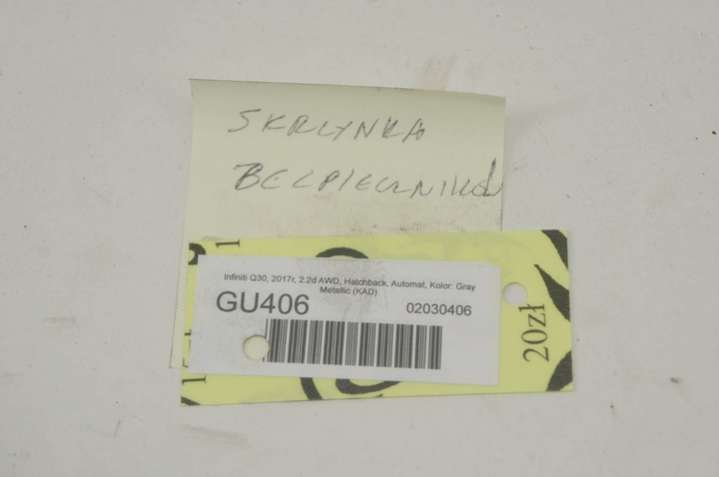 SKRZYNKA
BEZPIECZNIKÓW
Infiniti Q30, 2017r, 2.2d AWD, Hatchback, Automat, Kolor: Gray
Metallic (KAD)
GU406
02030406
20zł